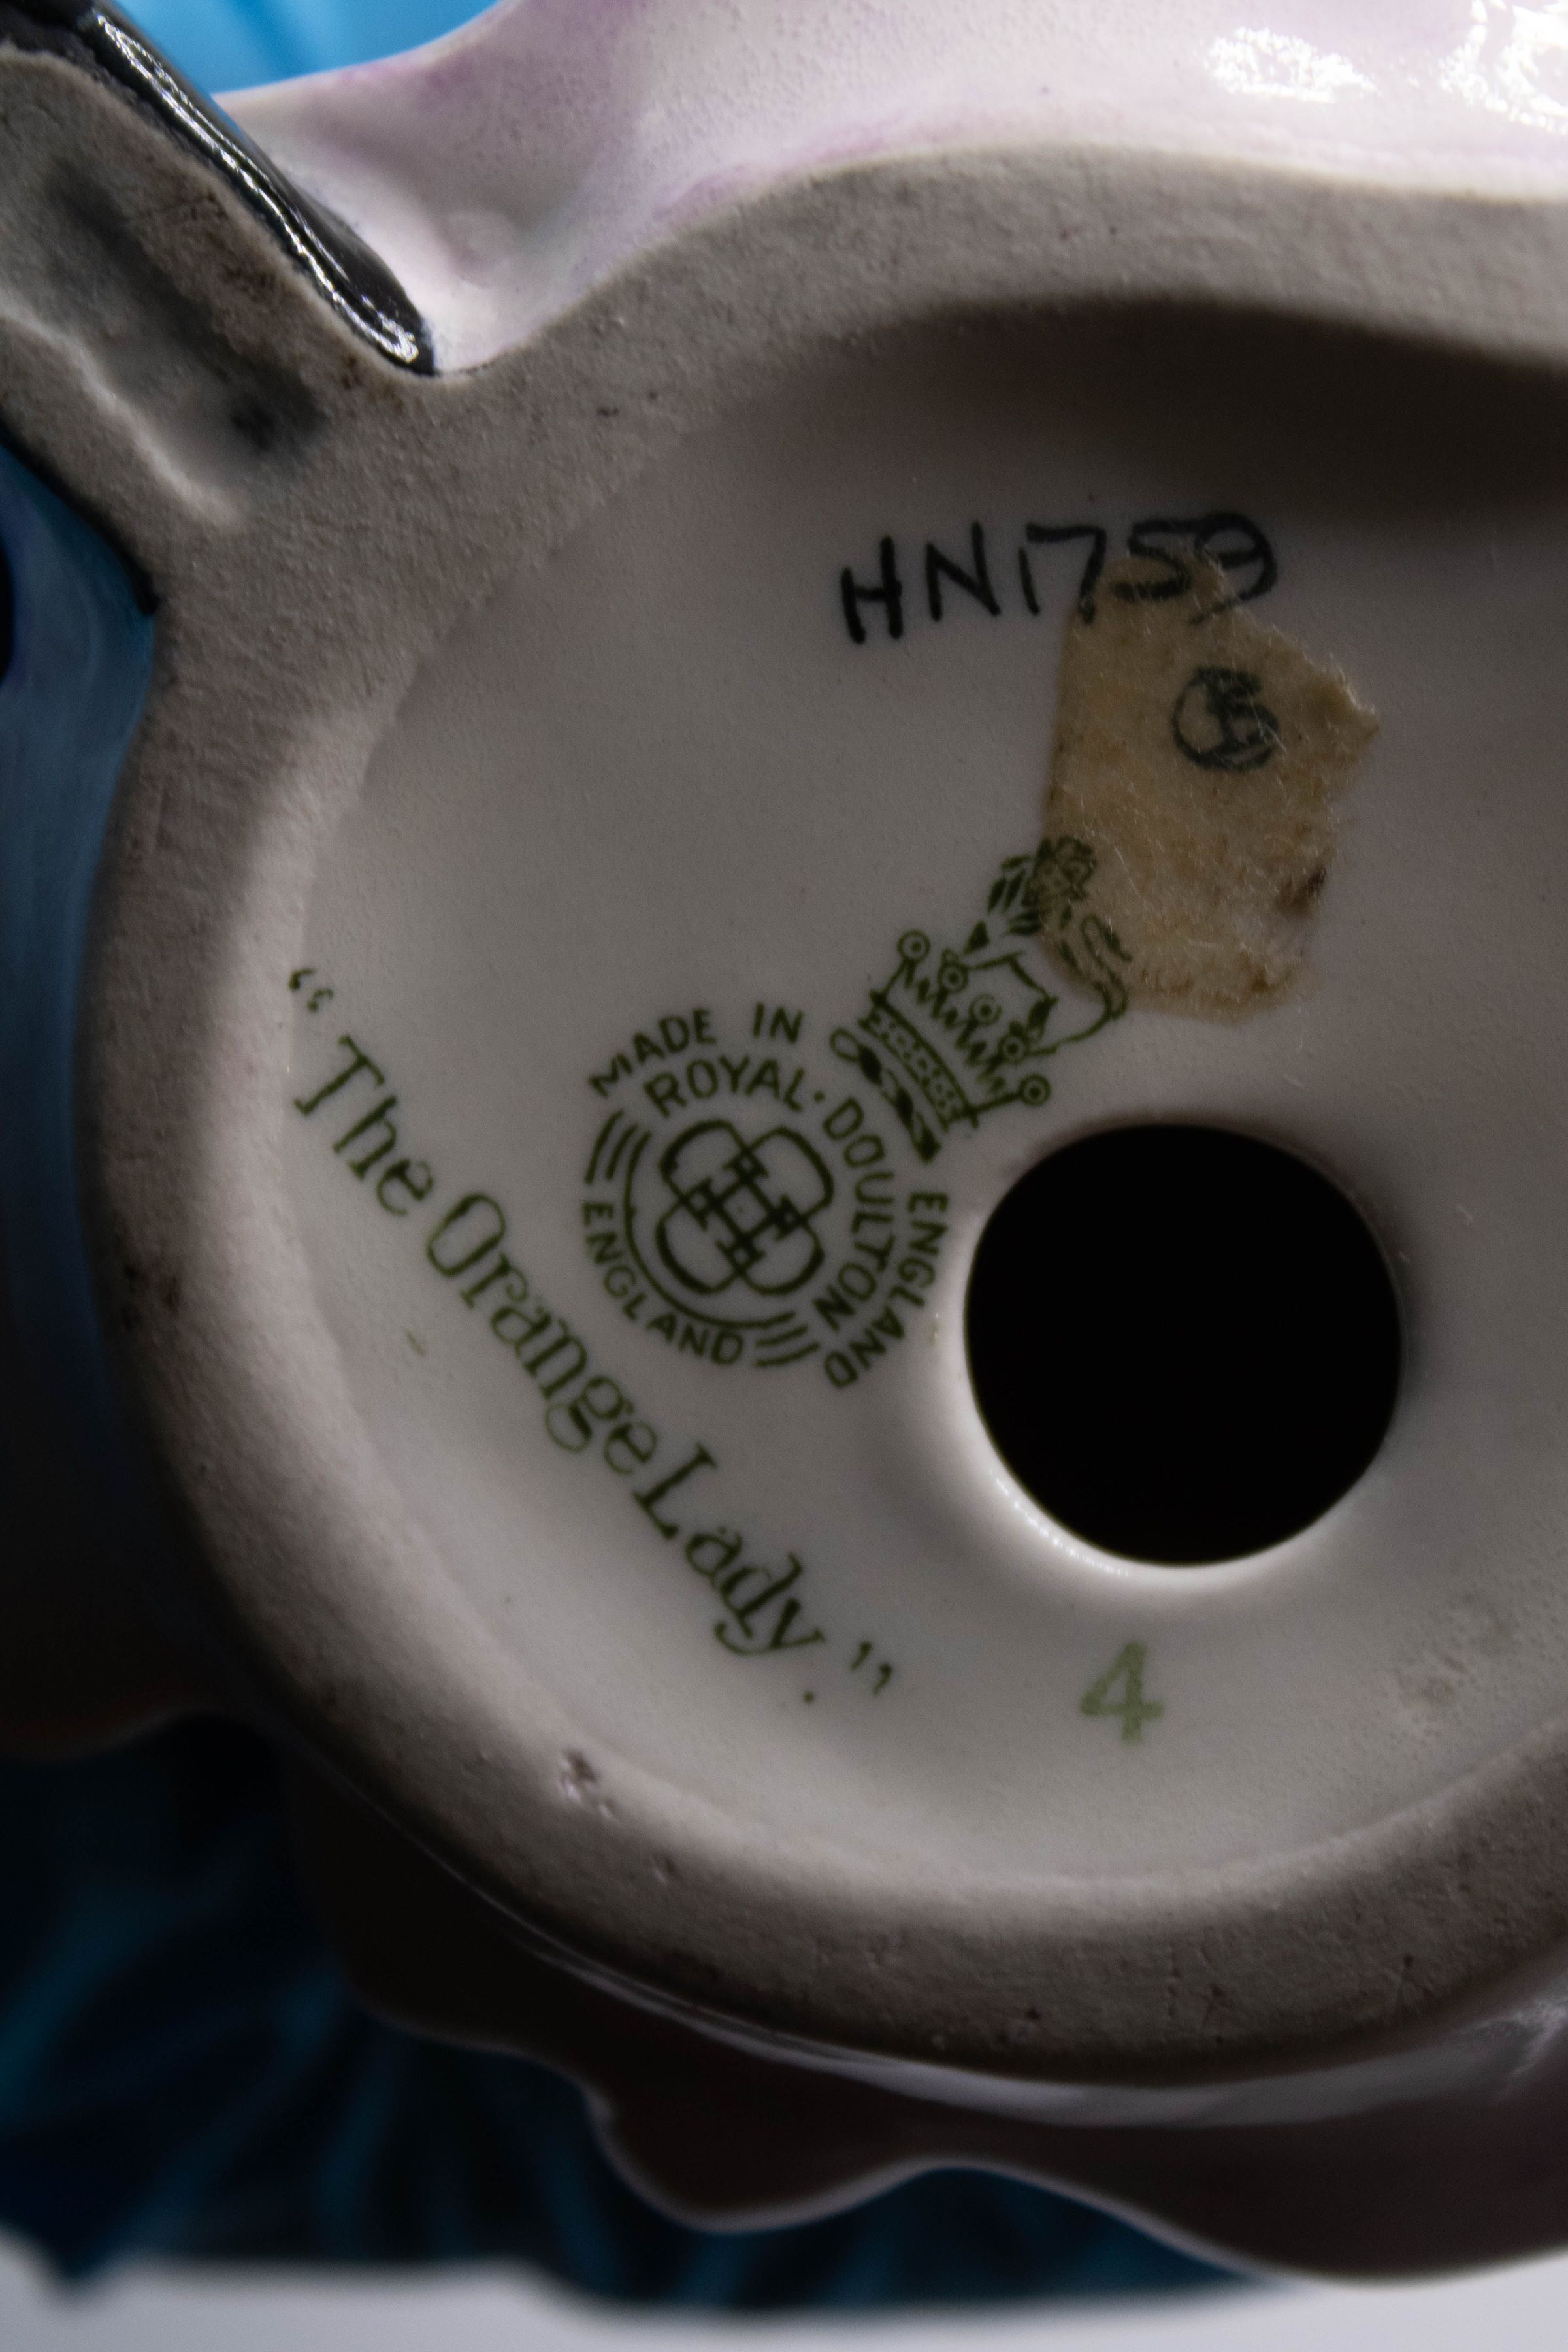 HN1759
MADE IN ENGLAND
ROYAL·DOULTON
ENGLAND
“The Orange Lady.”
4